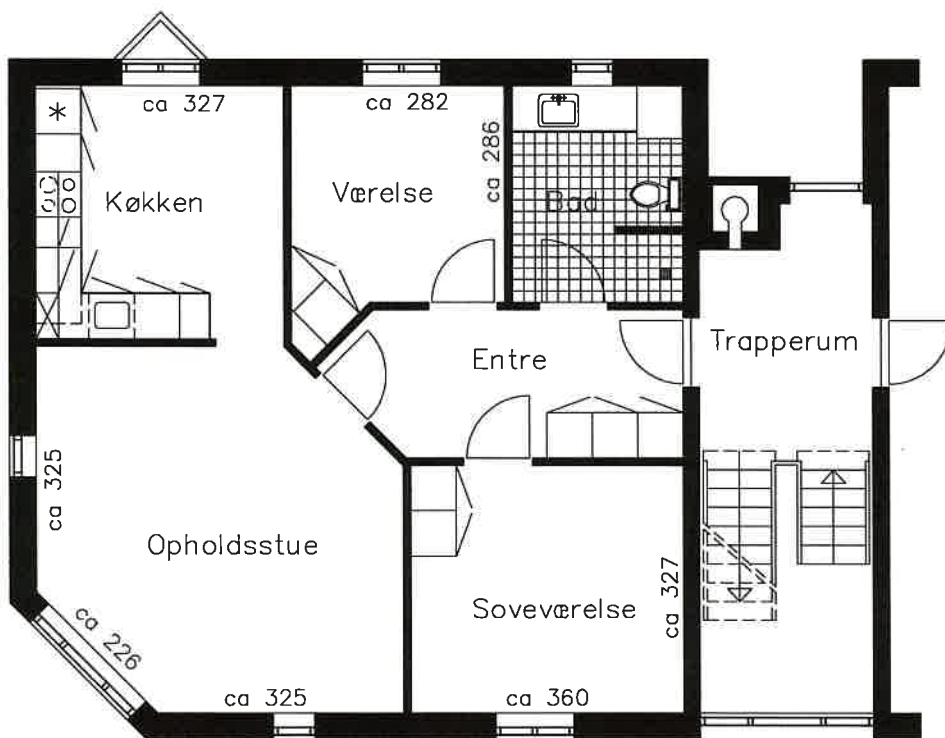 ca 327
ca 282
ca 286
*
Køkken
Værelse
Bad
Entre
Trapperum
ca 325
Opholdsstue
Soveværelse
ca 327
ca 226
ca 325
ca 360